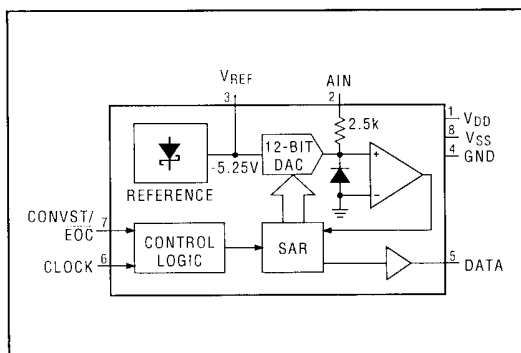 VREF
3
AIN
2
2.5k
1 VDD
8 VSS
4 GND
12-BIT
DAC
-5.25V
+
−
REFERENCE
CONVST/
EOC
7
CONTROL
LOGIC
SAR
CLOCK
6
5 DATA